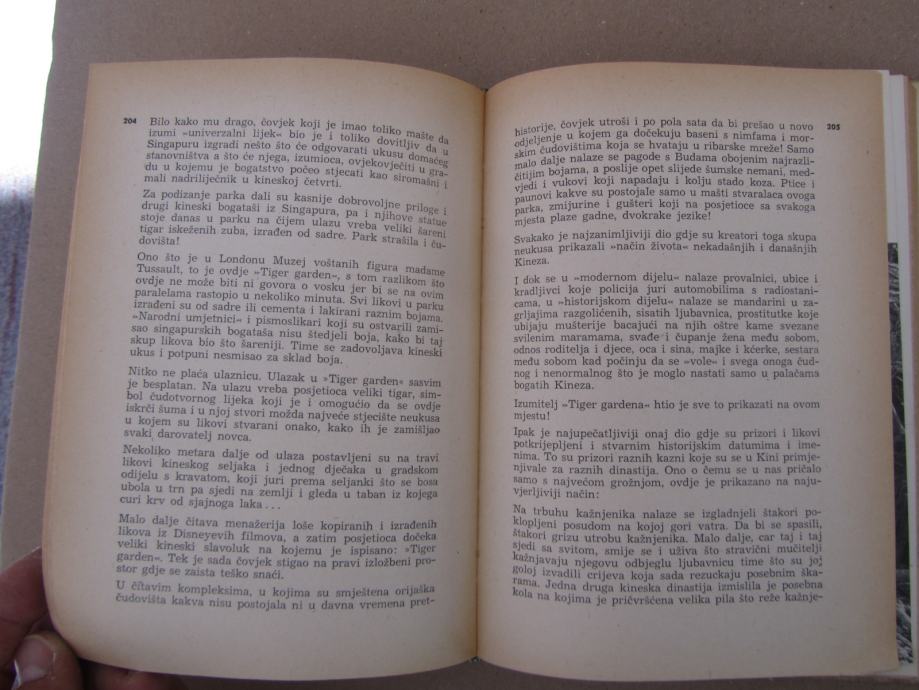 204
Bilo kako mu drago, čovjek koji je imao toliko mašte da
izumi »univerzalni lijek« bio je i toliko dovitljiv da u
Singapuru izgradi nešto što će odgovarati ukusu domaćeg
stanovništva a što će njega, izumioca, ovjekovječiti u gra-
du u kojemu je bogatstvo počeo stjecati kao siromašni i
mali nadriliječnik u kineskoj četvrti.
Za podizanje parka dali su kasnije dobrovoljne priloge i
drugi kineski bogataši iz Singapura, pa i njihove statue
stoje danas u parku na čijem ulazu vreba veliki šareni
tigar iskeženih zuba, izrađen od sadre. Park strašila i ču-
dovišta!
Ono što je u Londonu Muzej voštanih figura madame
Tussault, to je ovdje »Tiger garden«, s tom razlikom što
ovdje ne može biti ni govora o vosku jer bi se na ovim
paralelama rastopio u nekoliko minuta. Svi likovi u parku
izrađeni su od sadre ili cementa i lakirani raznim bojama.
»Narodni umjetnici« i pismoslikari koji su ostvarili zami-
sao singapurskih bogataša nisu štedjeli boja, kako bi taj
skup likova bio što šareniji. Time se zadovoljava kineski
ukus i potpuni nesmisao za sklad boja.
Nitko ne plaća ulaznicu. Ulazak u »Tiger garden« sasvim
je besplatan. Na ulazu vreba posjetioca veliki tigar, sim-
bol čudotvornog lijeka koji je i omogućio da se ovdje
iskrči šuma i u njoj stvori možda najveće stjecište neukusa
u kojem su likovi stvarani onako, kako ih je zamišljao
svaki darovatelj novca.
Nekoliko metara dalje od ulaza postavljeni su na travi
likovi kineskog seljaka i jednog dječaka u gradskom
odijelu s kravatom, koji juri prema seljanki što se bosa
ubola u trn pa sjedi na zemlji i gleda u taban iz kojega
curi krv od sjajnoga laka . . .
Malo dalje čitava menažerija loše kopiranih i izrađenih
likova iz Disneyevih filmova, a zatim posjetioca dočeka
veliki kineski slavoluk na kojemu je ispisano: »Tiger
garden«. Tek je sada čovjek stigao na pravi izložbeni pro-
stor gdje se zaista teško snaći.
U čitavim kompleksima, u kojima su smještena orijaška
čudovišta kakva nisu postojala ni u davna vremena pret-
205
historije, čovjek utroši i po pola sata da bi prešao u novo
odjeljenje u kojem ga dočekuju baseni s nimfama i mor-
skim čudovištima koja se hvataju u ribarske mreže! Samo
malo dalje nalaze se pagode s Budama obojenim najrazli-
čitijim bojama, a poslije opet slijede šumske nemani, med-
vjedi i vukovi koji napadaju i kolju stado koza. Ptice i
paunovi kakve su postojale samo u mašti stvaralaca ovoga
parka, zmijurine i gušteri koji na posjetioce sa svakoga
mjesta plaze gadne, dvokrake jezike!
Svakako je najzanimljiviji dio gdje su kreatori toga skupa
neukusa prikazali »način života« nekadašnjih i današnjih
Kineza.
I dok se u »modernom dijelu« nalaze provalnici, ubice i
kradljivci koje policija juri automobilima s radiostani-
cama, u »historijskom dijelu« nalaze se mandarini u za-
grljajima razgolićenih, sisatih ljubavnica, prostitutke koje
ubijaju mušterije bacajući na njih oštre kame svezane
svilenim maramama, svađe i čupanje žena među sobom,
odnos roditelja i djece, oca i sina, majke i kćerke, sestara
među sobom kad počinju da se »vole« i svega onoga čud-
nog i nenormalnog što je moglo nastati samo u palačama
bogatih Kineza.
Izumitelj »Tiger gardena« htio je sve to prikazati na ovom
mjestu!
Ipak je najupečatljiviji onaj dio gdje su prizori i likovi
potkrijepljeni i stvarnim historijskim datumima i ime-
nima. To su prizori raznih kazni koje su se u Kini primje-
njivale za raznih dinastija. Ono o čemu se u nas pričalo
samo s najvećom grožnjom, ovdje je prikazano na naju-
vjerljiviji način:
Na trbuhu kažnjenika nalaze se izgladnjeli štakori po-
klopljeni posudom na kojoj gori vatra. Da bi se spasili,
štakori grizu utrobu kažnjenika. Malo dalje, car taj i taj
sjedi sa svitom, smije se i uživa što stravični mučitelji
kažnjavaju njegovu odbjeglu ljubavnicu time što su joj
goloj izvadili crijeva koja sada rezuckaju posebnim ška-
rama. Jedna druga kineska dinastija izmislila je posebna
kola na kojima je pričvršćena velika pila što reže kažnje-